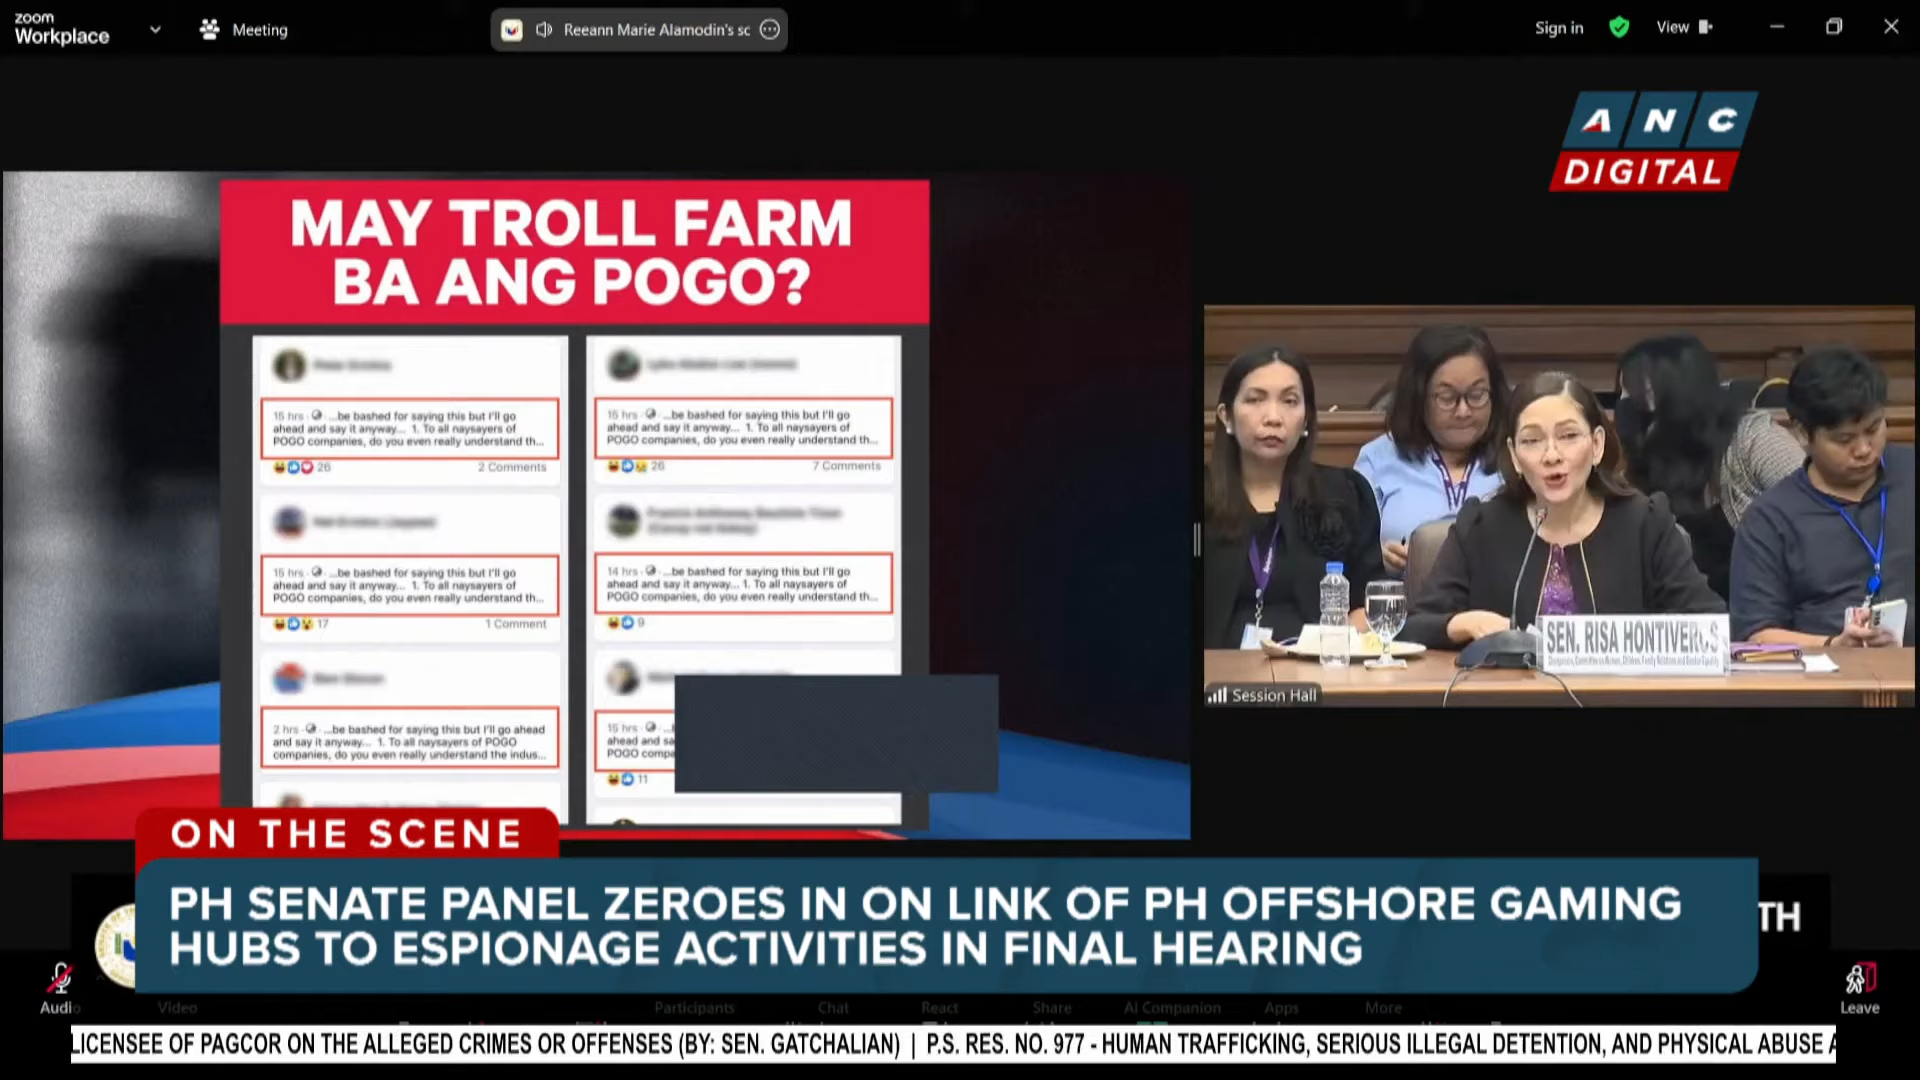 zoom
Workplace
Meeting
Reeann Marie Alamodin's sc
Sign in
View
ANC
DIGITAL
MAY TROLL FARM
BA ANG POGO?
15 hrs · ...be bashed for saying this but I'll go
ahead and say it anyway... 1. To all naysayers of
POGO companies, do you even really understand th...
26
2 Comments
15 hrs · ...be bashed for saying this but I'll go
ahead and say it anyway... 1. To all naysayers of
POGO companies, do you even really understand th...
17
1 Comment
2 hrs · ...be bashed for saying this but I'll go ahead
and say it anyway... 1. To all naysayers of POGO
companies, do you even really understand the indus...
15 hrs · ...be bashed for saying this but I'll go
ahead and say it anyway... 1. To all naysayers of
POGO companies, do you even really understand th...
26
7 Comments
14 hrs · ...be bashed for saying this but I'll go
ahead and say it anyway... 1. To all naysayers of
POGO companies, do you even really understand th...
9
15 hrs · ...
ahead and sa
POGO compa
11
SEN. RISA HONTIVEROS
Session Hall
ON THE SCENE
PH SENATE PANEL ZEROES IN ON LINK OF PH OFFSHORE GAMING
HUBS TO ESPIONAGE ACTIVITIES IN FINAL HEARING
TH
Audio
Video
Participants
Chat
React
Share
AI Companion
Apps
More
Leave
LICENSEE OF PAGCOR ON THE ALLEGED CRIMES OR OFFENSES (BY: SEN. GATCHALIAN) | P.S. RES. NO. 977 - HUMAN TRAFFICKING, SERIOUS ILLEGAL DETENTION, AND PHYSICAL ABUSE A